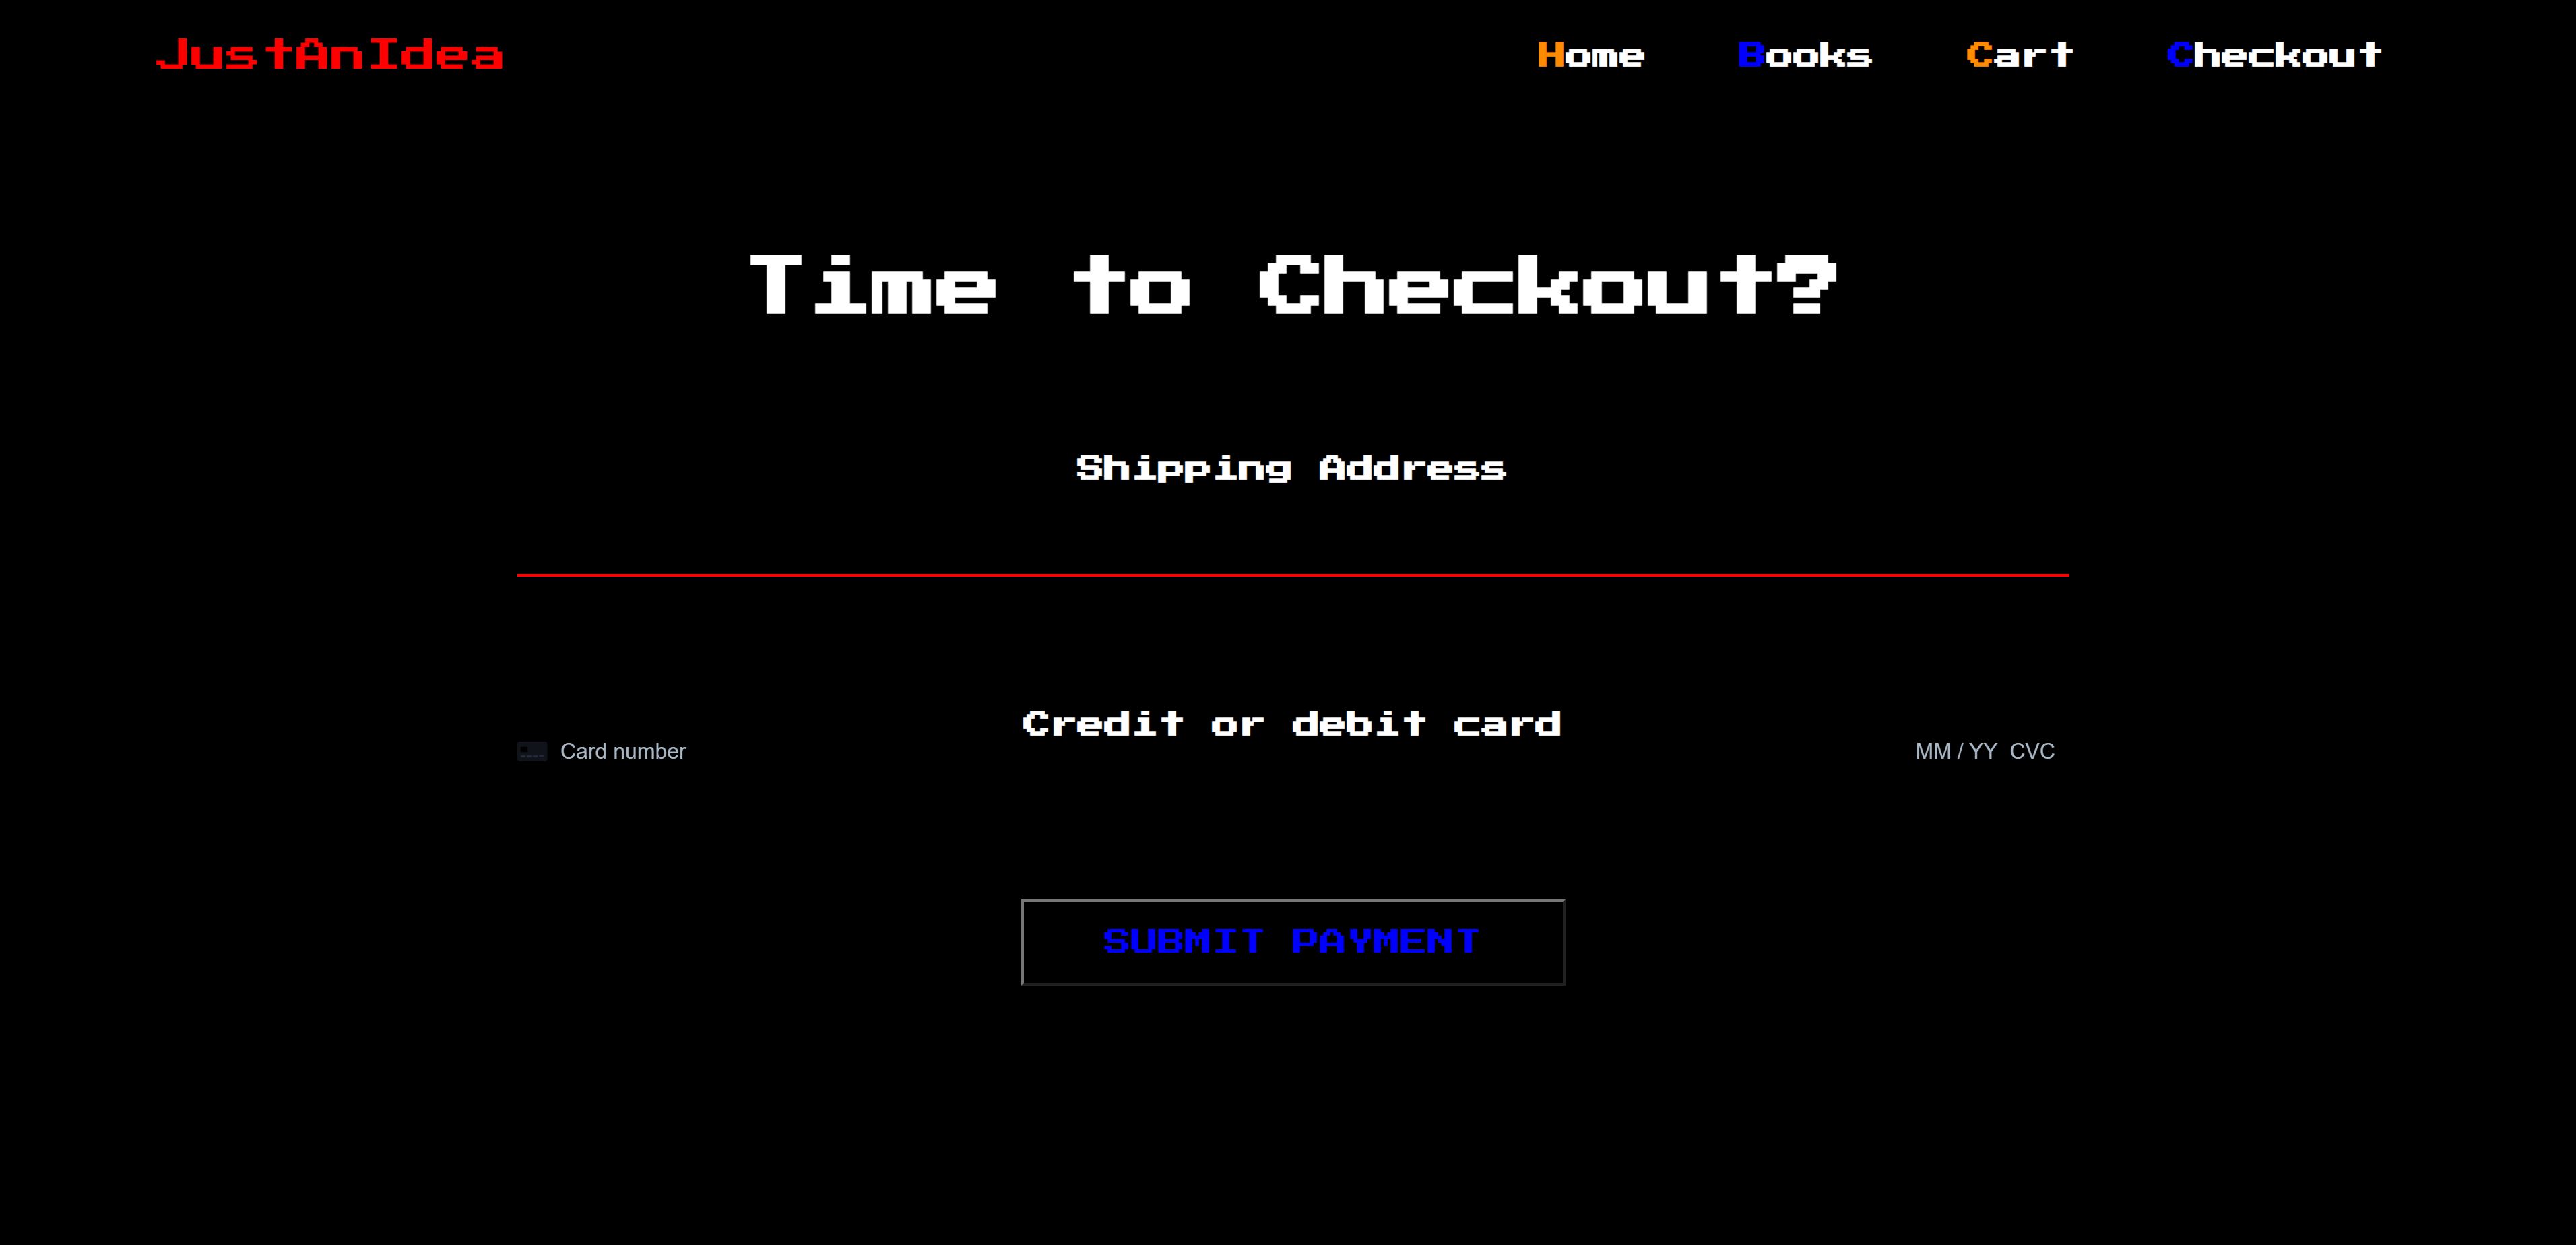 JustAnIdea Home Books Cart Checkout
Time to Checkout?
Shipping Address
Credit or debit card
Card number MM / YY CVC
SUBMIT PAYMENT